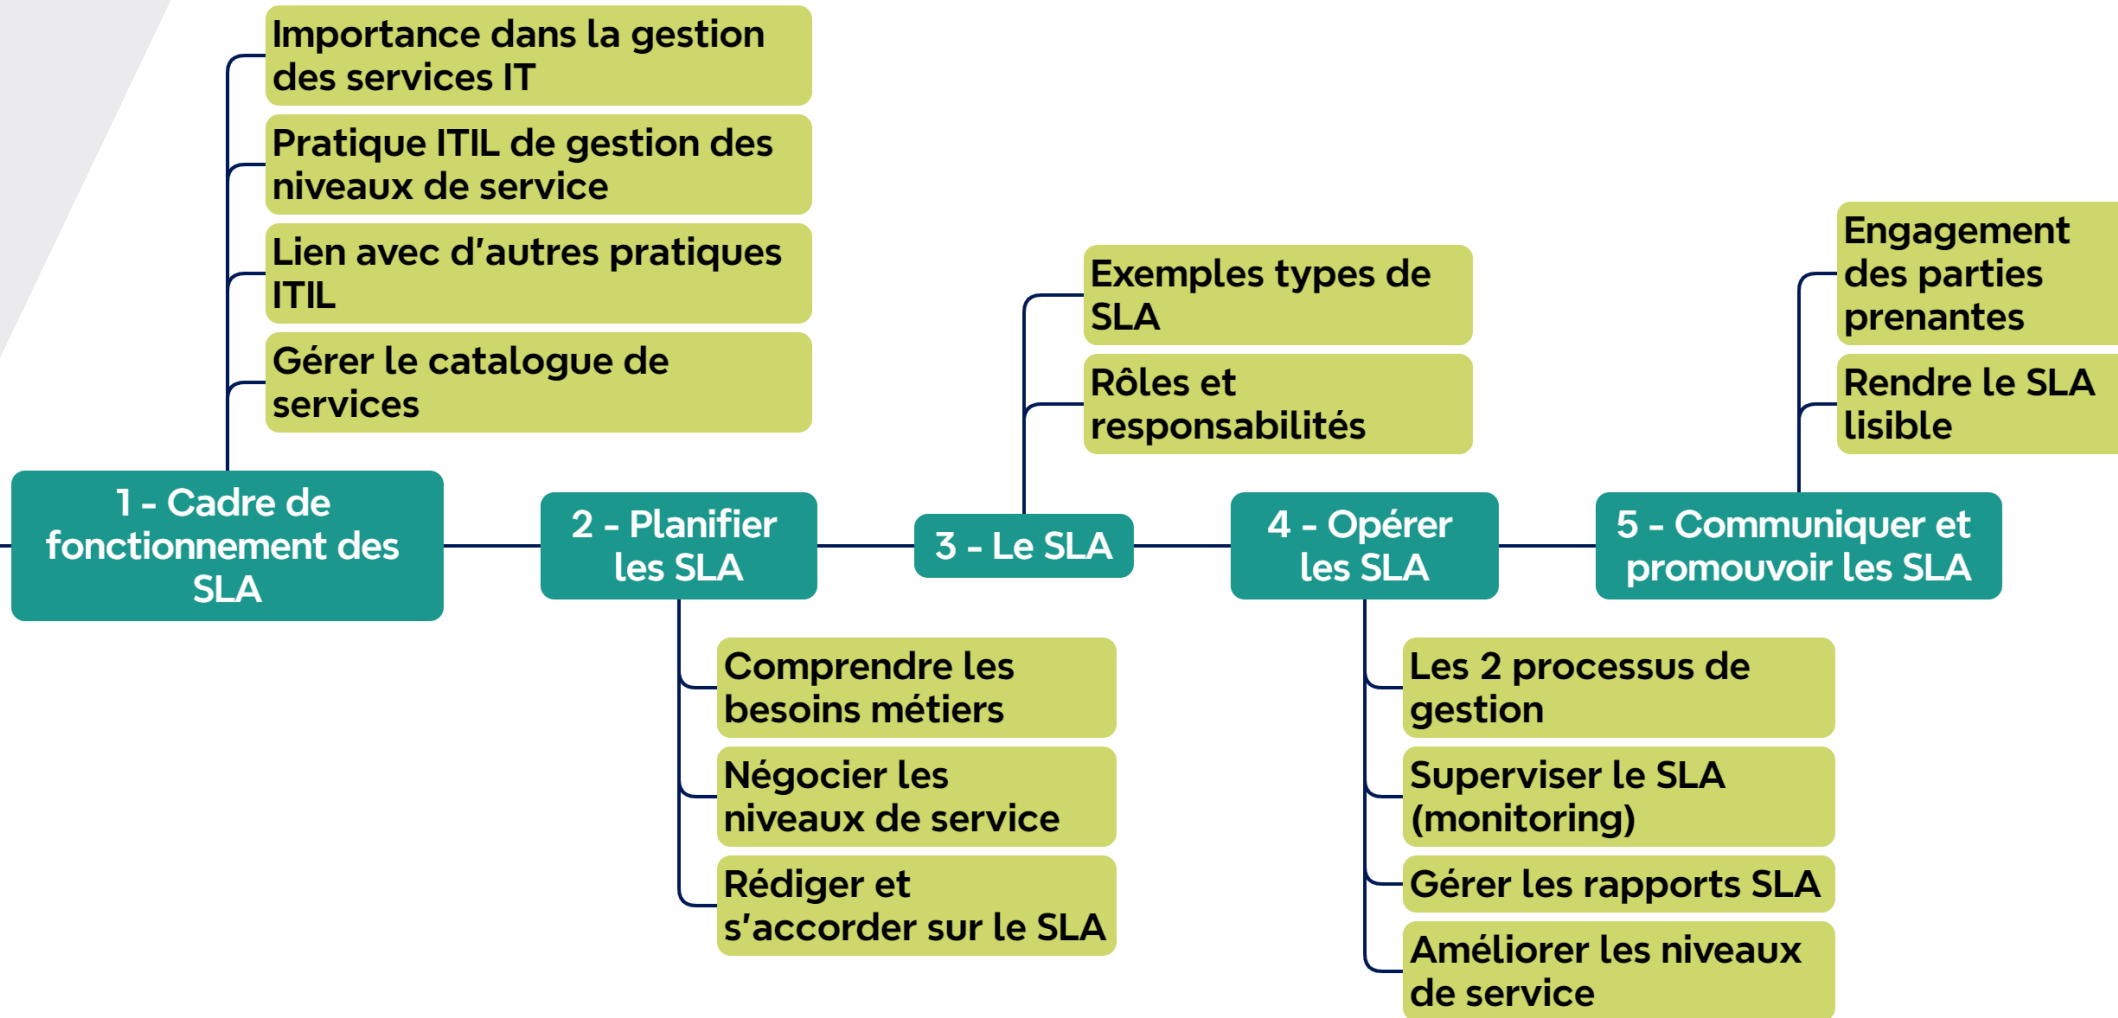 Importance dans la gestion
des services IT
Pratique ITIL de gestion des
niveaux de service
Lien avec d'autres pratiques
ITIL
Gérer le catalogue de
services
1 - Cadre de
fonctionnement des
SLA
2 - Planifier
les SLA
Comprendre les
besoins métiers
Négocier les
niveaux de service
Rédiger et
s'accorder sur le SLA
Exemples types de
SLA
Rôles et
responsabilités
3 - Le SLA
4 - Opérer
les SLA
Les 2 processus de
gestion
Superviser le SLA
(monitoring)
Gérer les rapports SLA
Améliorer les niveaux
de service
Engagement
des parties
prenantes
Rendre le SLA
lisible
5 - Communiquer et
promouvoir les SLA